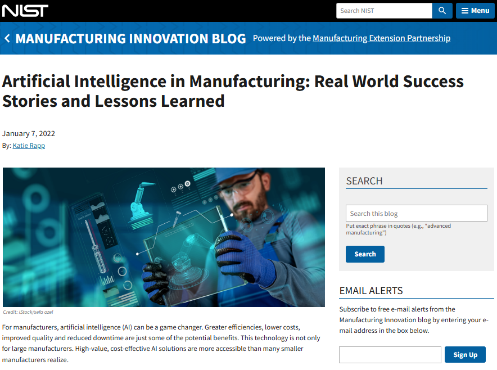 NIST
Search NIST
Menu
MANUFACTURING INNOVATION BLOG
Powered by the Manufacturing Extension Partnership
Artificial Intelligence in Manufacturing: Real World Success
Stories and Lessons Learned
January 7, 2022
By: Katie Rapp
SEARCH
Search this blog
Put exact phrase in quotes (e.g., "advanced
manufacturing")
Search
Credit:
For manufacturers, artificial intelligence (AI) can be a game changer. Greater efficiencies, lower costs,
improved quality and reduced downtime are just some of the potential benefits. This technology is not only
for large manufacturers. High-value, cost-effective AI solutions are more accessible than many smaller
manufacturers realize.
EMAIL ALERTS
Subscribe to free e-mail alerts from the
Manufacturing Innovation blog by entering your e-
mail address in the box below.
Sign Up